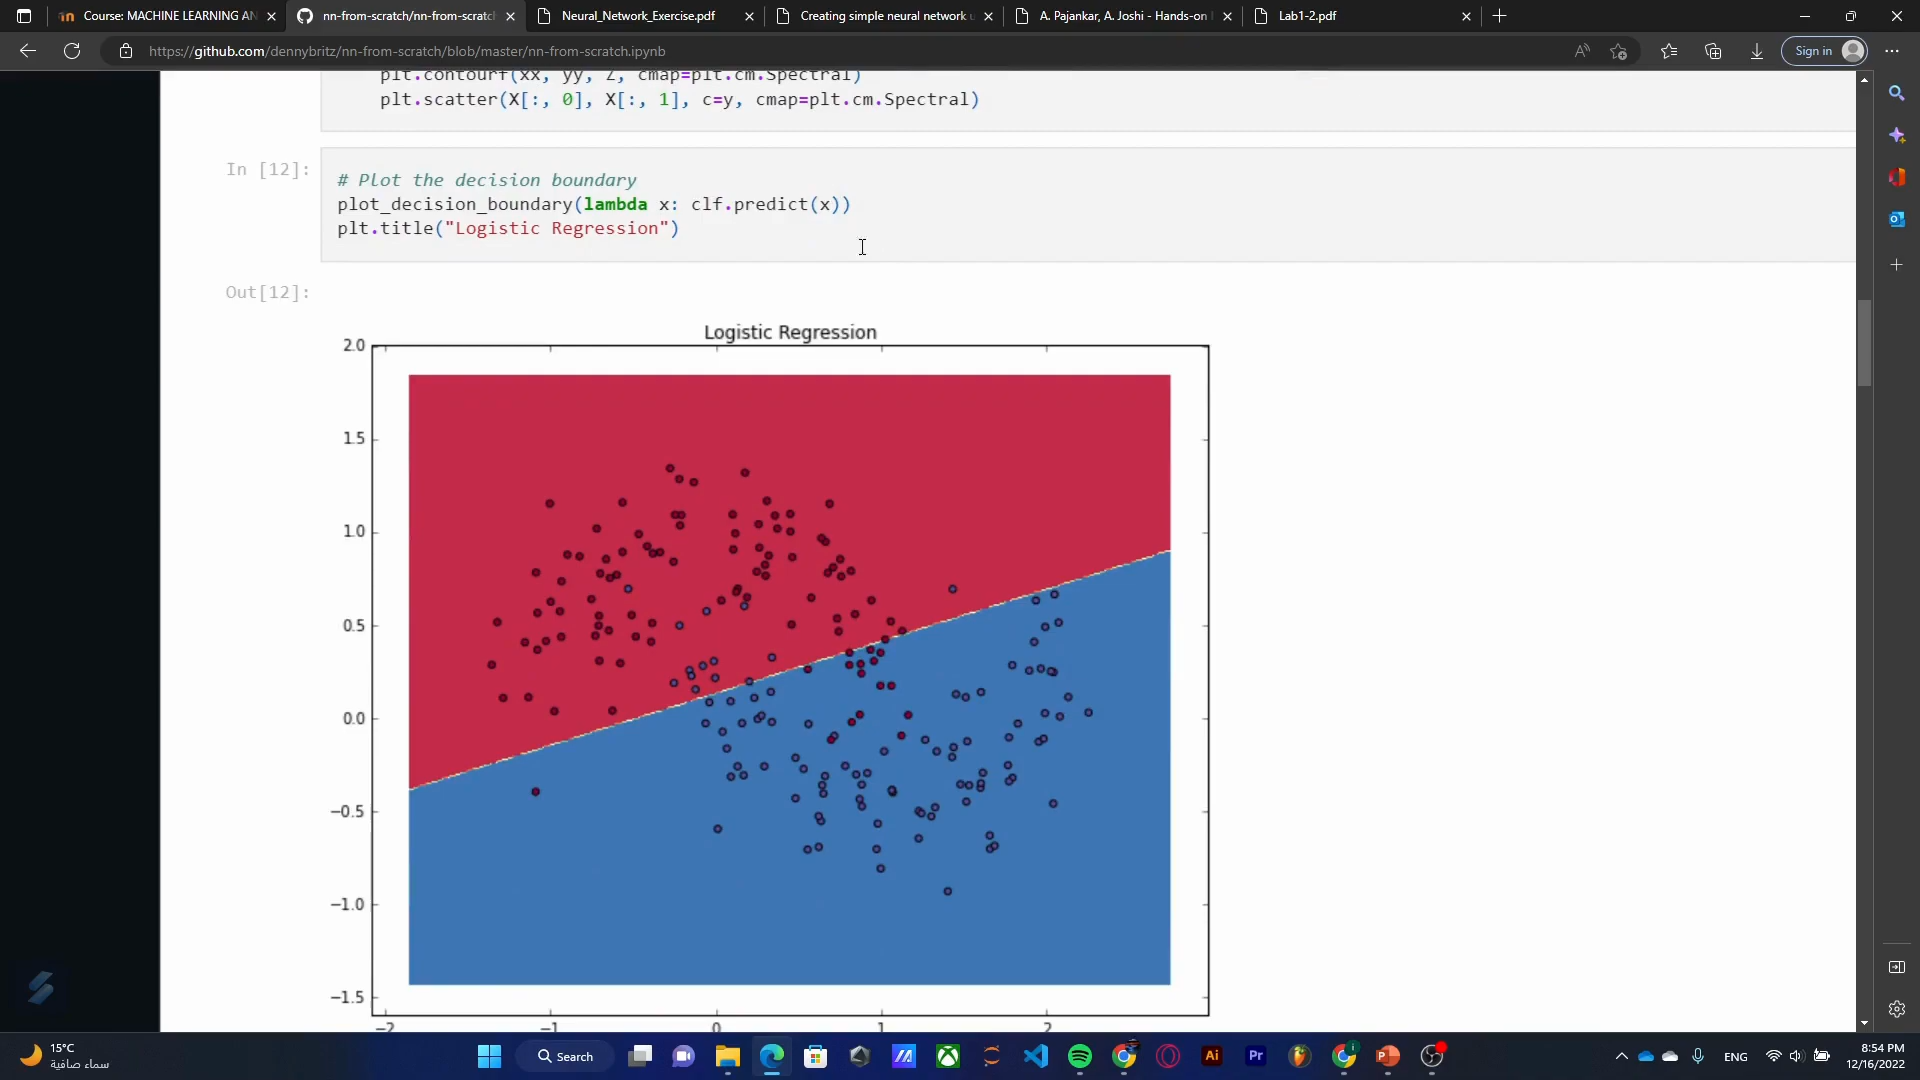 Course: MACHINE LEARNING AN
nn-from-scratch/nn-from-scratc
Neural_Network_Exercise.pdf
Creating simple neural network u
A. Pajankar, A. Joshi - Hands-on
Lab1-2.pdf
https://github.com/dennybritz/nn-from-scratch/blob/master/nn-from-scratch.ipynb
Sign in
plt.contourf(xx, yy, Z, cmap=plt.cm.Spectral)
plt.scatter(X[:, 0], X[:, 1], c=y, cmap=plt.cm.Spectral)
In [12]:
# Plot the decision boundary
plot_decision_boundary(lambda x: clf.predict(x))
plt.title("Logistic Regression")
Out[12]:
Logistic Regression
2.0
1.5
1.0
0.5
0.0
−0.5
−1.0
−1.5
−2
−1
0
1
2
15°C
سماء صافية
Search
Ai
Pr
ENG
8:54 PM
12/16/2022